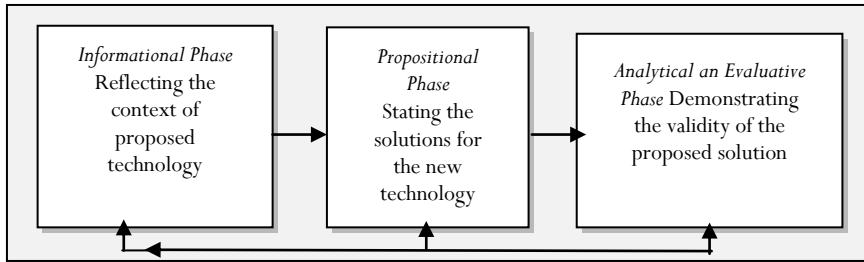 Informational Phase
Reflecting the
context of
proposed
technology
Propositional
Phase
Stating the
solutions for
the new
technology
Analytical an Evaluative
Phase Demonstrating
the validity of the
proposed solution